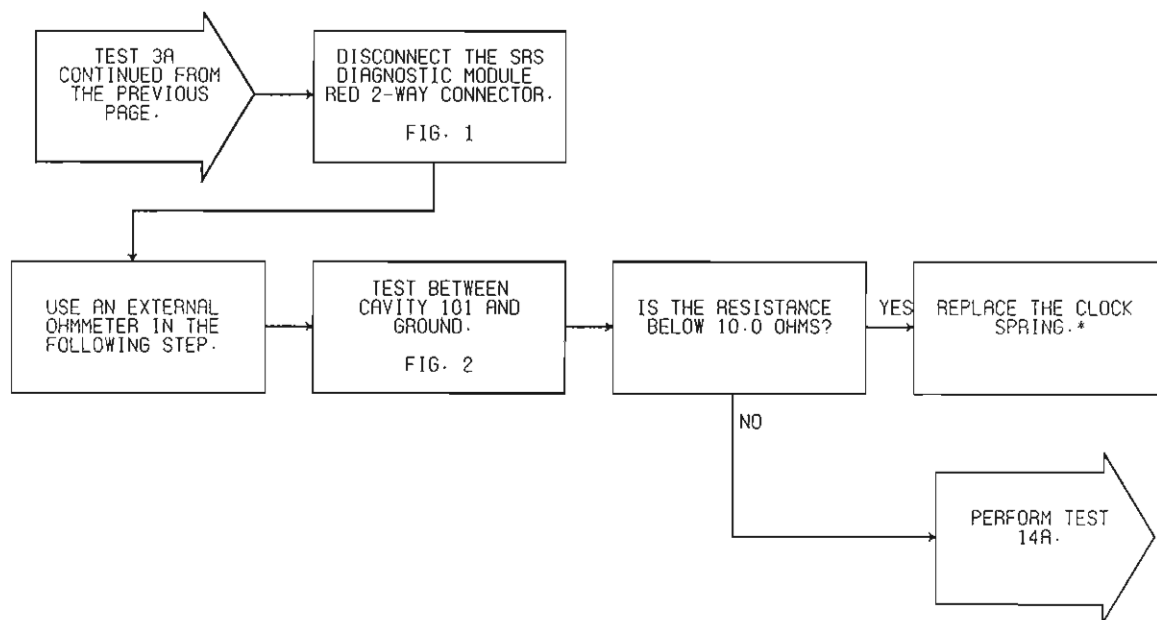 TEST 3A
CONTINUED FROM
THE PREVIOUS
PAGE.
DISCONNECT THE SRS
DIAGNOSTIC MODULE
RED 2-WAY CONNECTOR.
FIG. 1
USE AN EXTERNAL
OHMMETER IN THE
FOLLOWING STEP.
TEST BETWEEN
CAVITY 101 AND
GROUND.
FIG. 2
IS THE RESISTANCE
BELOW 10.0 OHMS?
YES
REPLACE THE CLOCK
SPRING.*
NO
PERFORM TEST
14A.